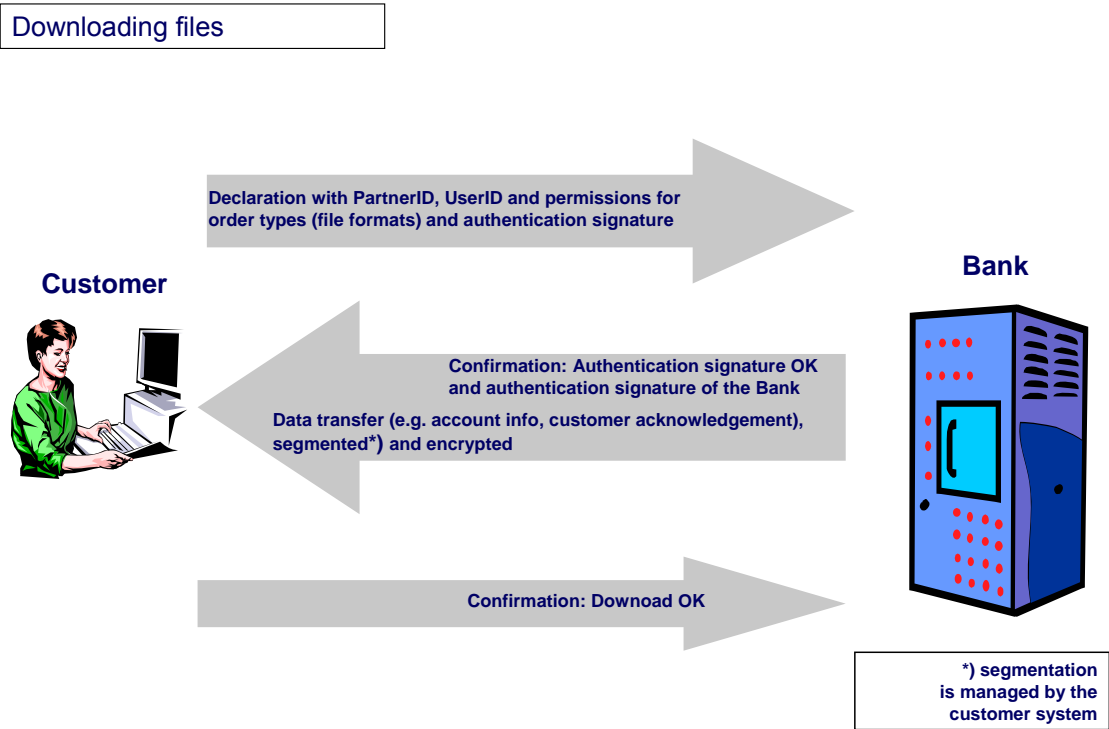 Downloading files
Declaration with PartnerID, UserID and permissions for
order types (file formats) and authentication signature
Customer
Bank
Confirmation: Authentication signature OK
and authentication signature of the Bank
Data transfer (e.g. account info, customer acknowledgement),
segmented*) and encrypted
Confirmation: Downoad OK
*) segmentation
is managed by the
customer system